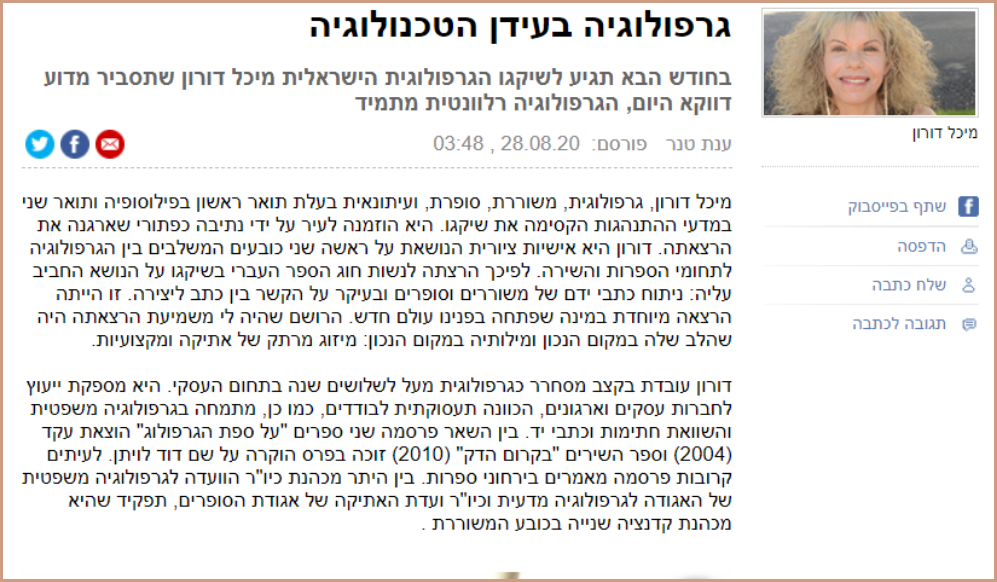 גרפולוגיה בעידן הטכנולוגיה
בחודש הבא תגיע לשיקגו הגרפולוגית הישראלית מיכל דורון שתסביר מדוע
דווקא היום, הגרפולוגיה רלוונטית מתמיד
ענת טנר פורסם: 28.08.20 , 03:48
מיכל דורון, גרפולוגית, משוררת, סופרת, ועיתונאית בעלת תואר ראשון בפילוסופיה ותואר שני
במדעי ההתנהגות הקסימה את שיקגו. היא הוזמנה לעיר על ידי נתיבה כפתורי שארגנה את
הרצאתה. דורון היא אישיות ציורית הנושאת על ראשה שני כובעים המשלבים בין הגרפולוגיה
לתחומי הספרות והשירה. לפיכך הרצתה לנשות חוג הספר העברי בשיקגו על הנושא החביב
עליה: ניתוח כתבי ידם של משוררים וסופרים ובעיקר על הקשר בין כתב ליצירה. זו הייתה
הרצאה מיוחדת במינה שפתחה בפנינו עולם חדש. הרושם שהיה לי משמיעת הרצאתה היה
שהלב שלה במקום הנכון ומילותיה במקום הנכון: מיזוג מרתק של אתיקה ומקצועיות.
דורון עובדת בקצב מסחרר כגרפולוגית מעל לשלושים שנה בתחום העסקי. היא מספקת ייעוץ
לחברות עסקים וארגונים, הכוונה תעסוקתית לבודדים, כמו כן, מתמחה בגרפולוגיה משפטית
והשוואת חתימות וכתבי יד. בין השאר פרסמה שני ספרים "על ספת הגרפולוג" הוצאת עקד
(2004) וספר השירים "בקרום הדק" (2010) זוכה בפרס הוקרה על שם דוד לויתן. לעיתים
קרובות פרסמה מאמרים בירחוני ספרות. בין היתר מכהנת כיו"ר הוועדה לגרפולוגיה משפטית
של האגודה לגרפולוגיה מדעית וכיו"ר ועדת האתיקה של אגודת הסופרים, תפקיד שהיא
מכהנת קדנציה שנייה בכובע המשוררת .
מיכל דורון
שתף בפייסבוק
הדפסה
שלח כתבה
תגובה לכתבה